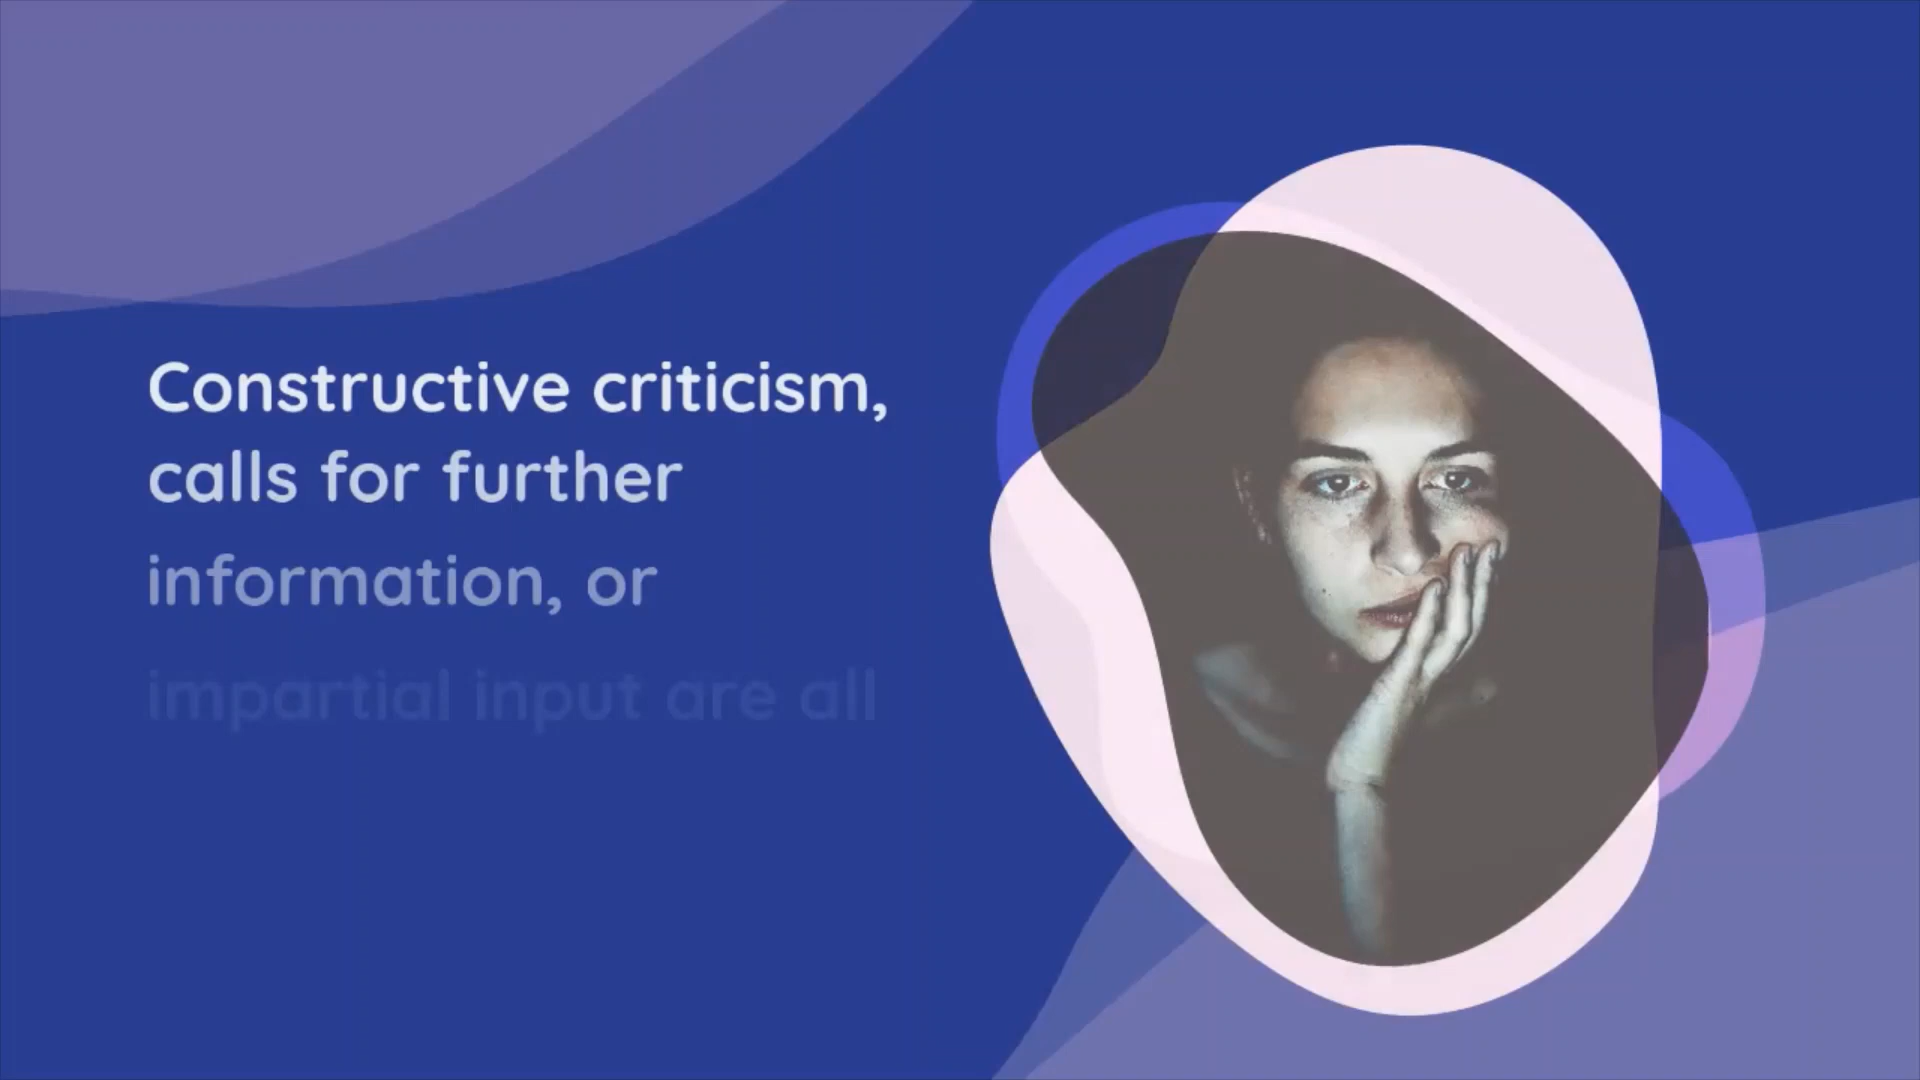 Constructive criticism,
calls for further
information, or
impartial input are all